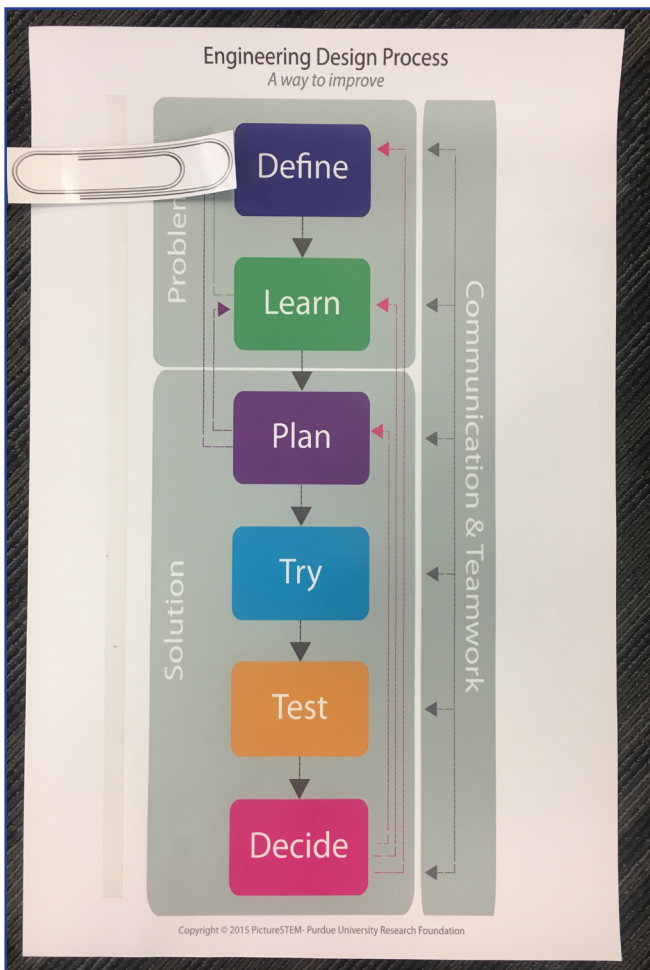 Engineering Design Process
A way to improve
Define
Learn
Plan
Try
Test
Decide
Solution
Communication & Teamwork
Copyright © 2015 PictureSTEM- Purdue University Research Foundation